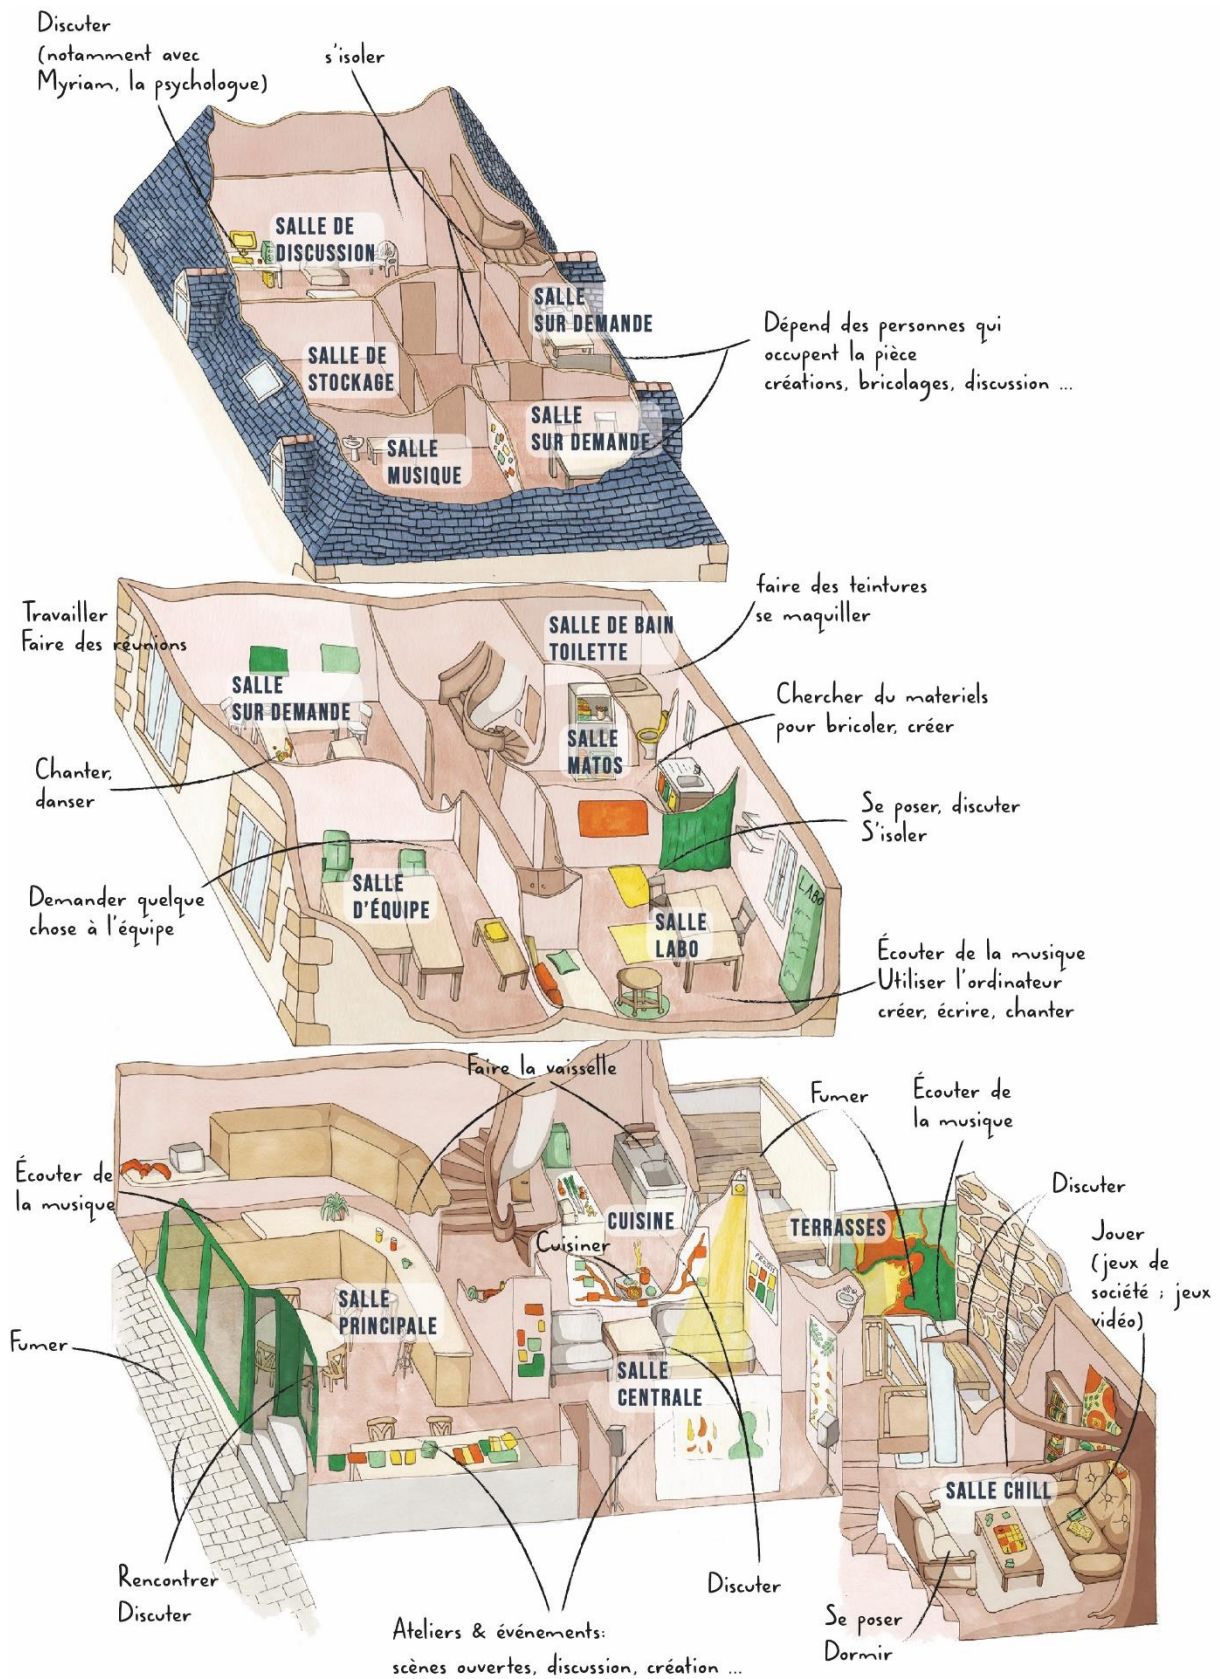 Discuter
(notamment avec
Myriam, la psychologue)
s'isoler
SALLE DE
DISCUSSION
SALLE
SUR DEMANDE
Dépend des personnes qui
occupent la pièce
créations, bricolages, discussion ...
SALLE DE
STOCKAGE
SALLE
SUR DEMANDE
SALLE
MUSIQUE
faire des teintures
se maquiller
Travailler
Faire des réunions
SALLE DE BAIN
TOILETTE
SALLE
SUR DEMANDE
Chercher du materiels
pour bricoler, créer
SALLE
MATOS
Chanter,
danser
Se poser, discuter
S'isoler
Demander quelque
chose à l'équipe
SALLE
D'ÉQUIPE
LABO
SALLE
LABO
Écouter de la musique
Utiliser l'ordinateur
créer, écrire, chanter
Faire la vaisselle
Fumer
Écouter de
la musique
Écouter de
la musique
Discuter
CUISINE
TERRASSES
Jouer
(jeux de
société ; jeux
vidéo)
Cuisiner
SALLE
PRINCIPALE
Fumer
SALLE
CENTRALE
SALLE CHILL
Rencontrer
Discuter
Discuter
Se poser
Dormir
Ateliers & événements:
scènes ouvertes, discussion, création ...